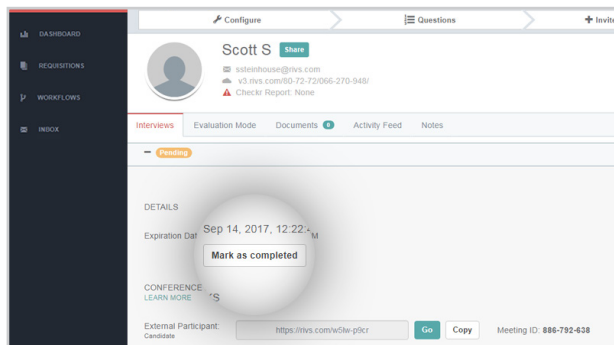 Configure
Questions
Invite
DASHBOARD
REQUISITIONS
WORKFLOWS
INBOX
Scott S Share
ssteinhouse@rivs.com
v3.rivs.com/80-72-72/066-270-948/
Checkr Report: None
Interviews Evaluation Mode Documents 0 Activity Feed Notes
Pending
DETAILS
Expiration Dat Sep 14, 2017, 12:22: M
Mark as completed
CONFERENCE S
LEARN MORE
External Participant: https://rivs.com/w5lw-p9cr Go Copy Meeting ID: 886-792-638
Candidate